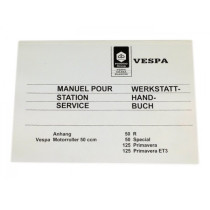 VESPA
MANUEL POUR WERKSTATT-
STATION HAND-
SERVICE BUCH
Anhang 50 R
Vespa Motorroller 50 ccm 50 Special
125 Primavera
125 Primavera ET3